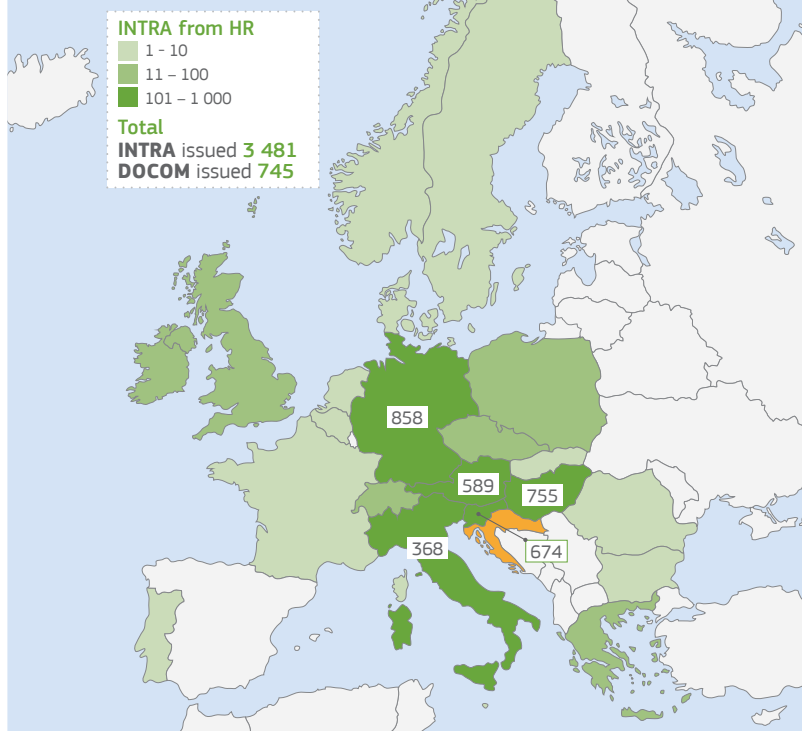 INTRA from HR
1 - 10
11 – 100
101 – 1 000
Total
INTRA issued 3 481
DOCOM issued 745
858
589
755
368
674